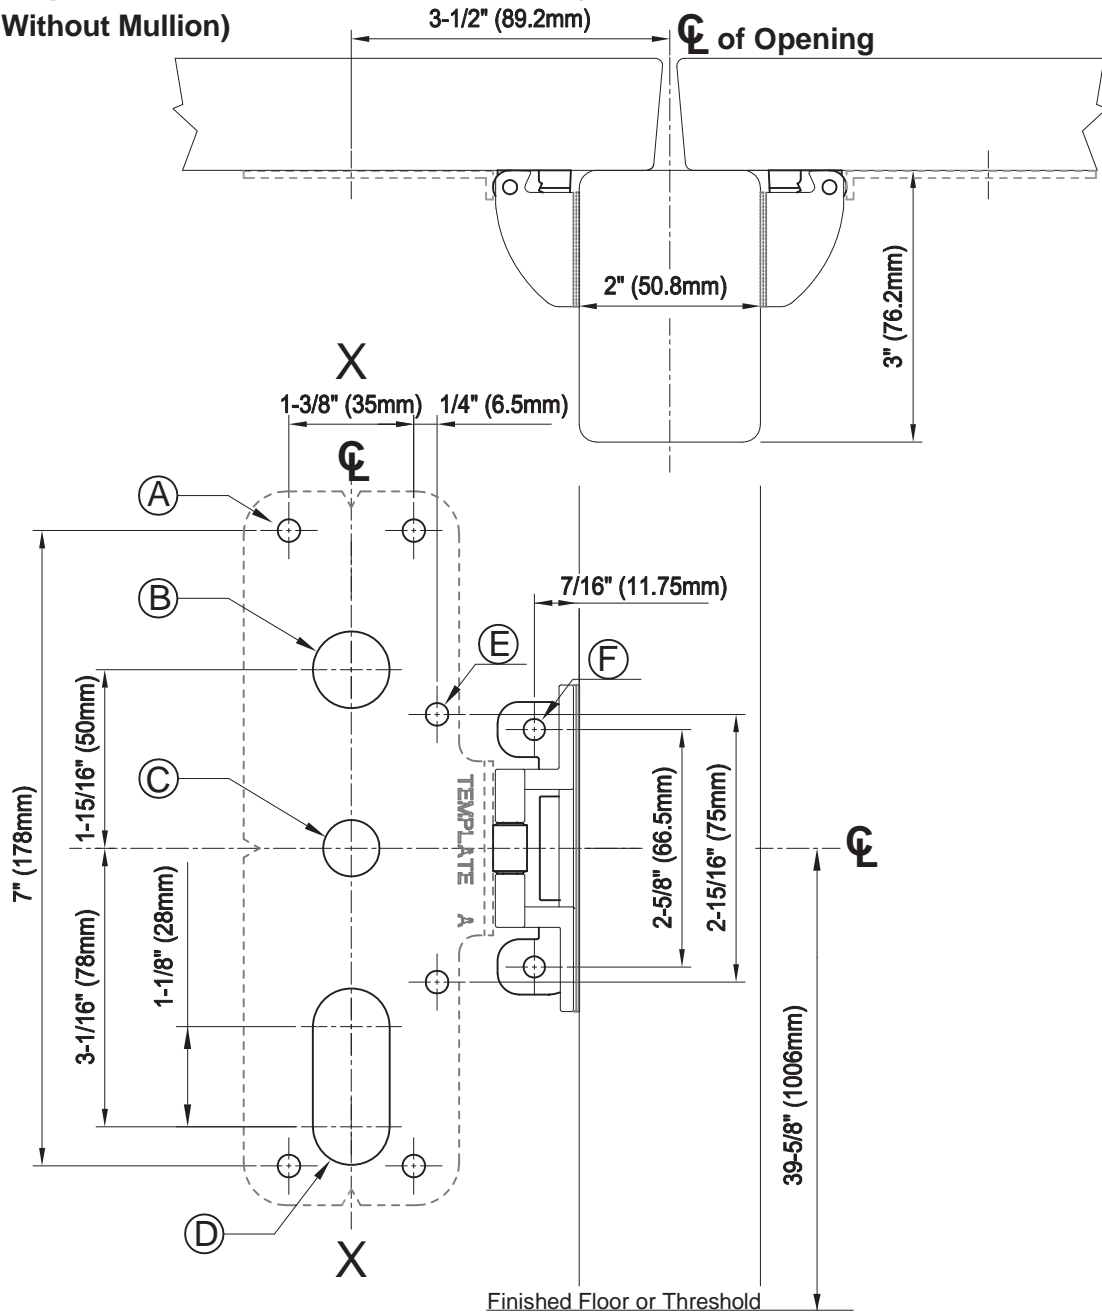 Without Mullion)
3-1/2" (89.2mm)
℄ of Opening
2" (50.8mm)
3" (76.2mm)
X
1-3/8" (35mm)
1/4" (6.5mm)
℄
A
B
7/16" (11.75mm)
E
F
1-15/16" (50mm)
C
TEMPLATE A
7" (178mm)
2-5/8" (66.5mm)
2-15/16" (75mm)
℄
3-1/16" (78mm)
1-1/8" (28mm)
39-5/8" (1006mm)
D
X
Finished Floor or Threshold